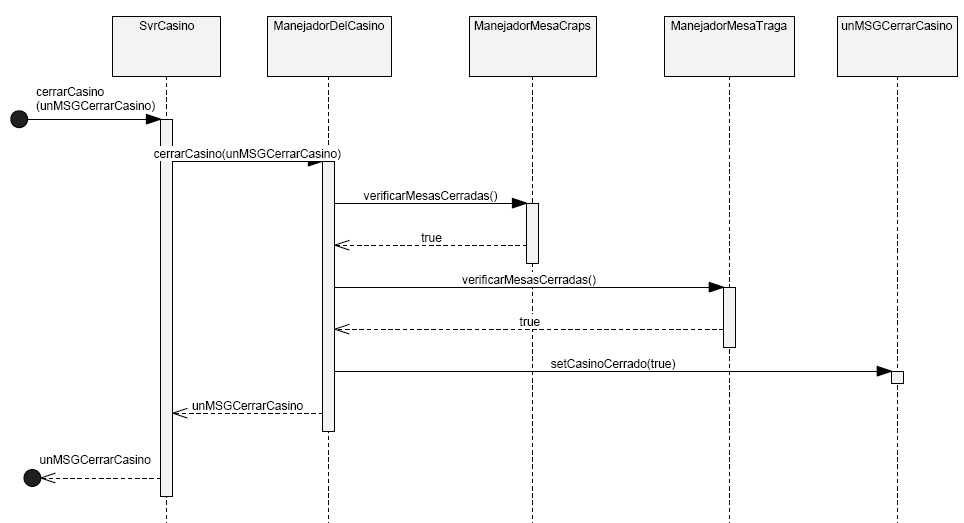 SvrCasino
ManejadorDelCasino
ManejadorMesaCraps
ManejadorMesaTraga
unMSGCerrarCasino
cerrarCasino
(unMSGCerrarCasino)
cerrarCasino(unMSGCerrarCasino)
verificarMesasCerradas()
true
verificarMesasCerradas()
true
setCasinoCerrado(true)
unMSGCerrarCasino
unMSGCerrarCasino